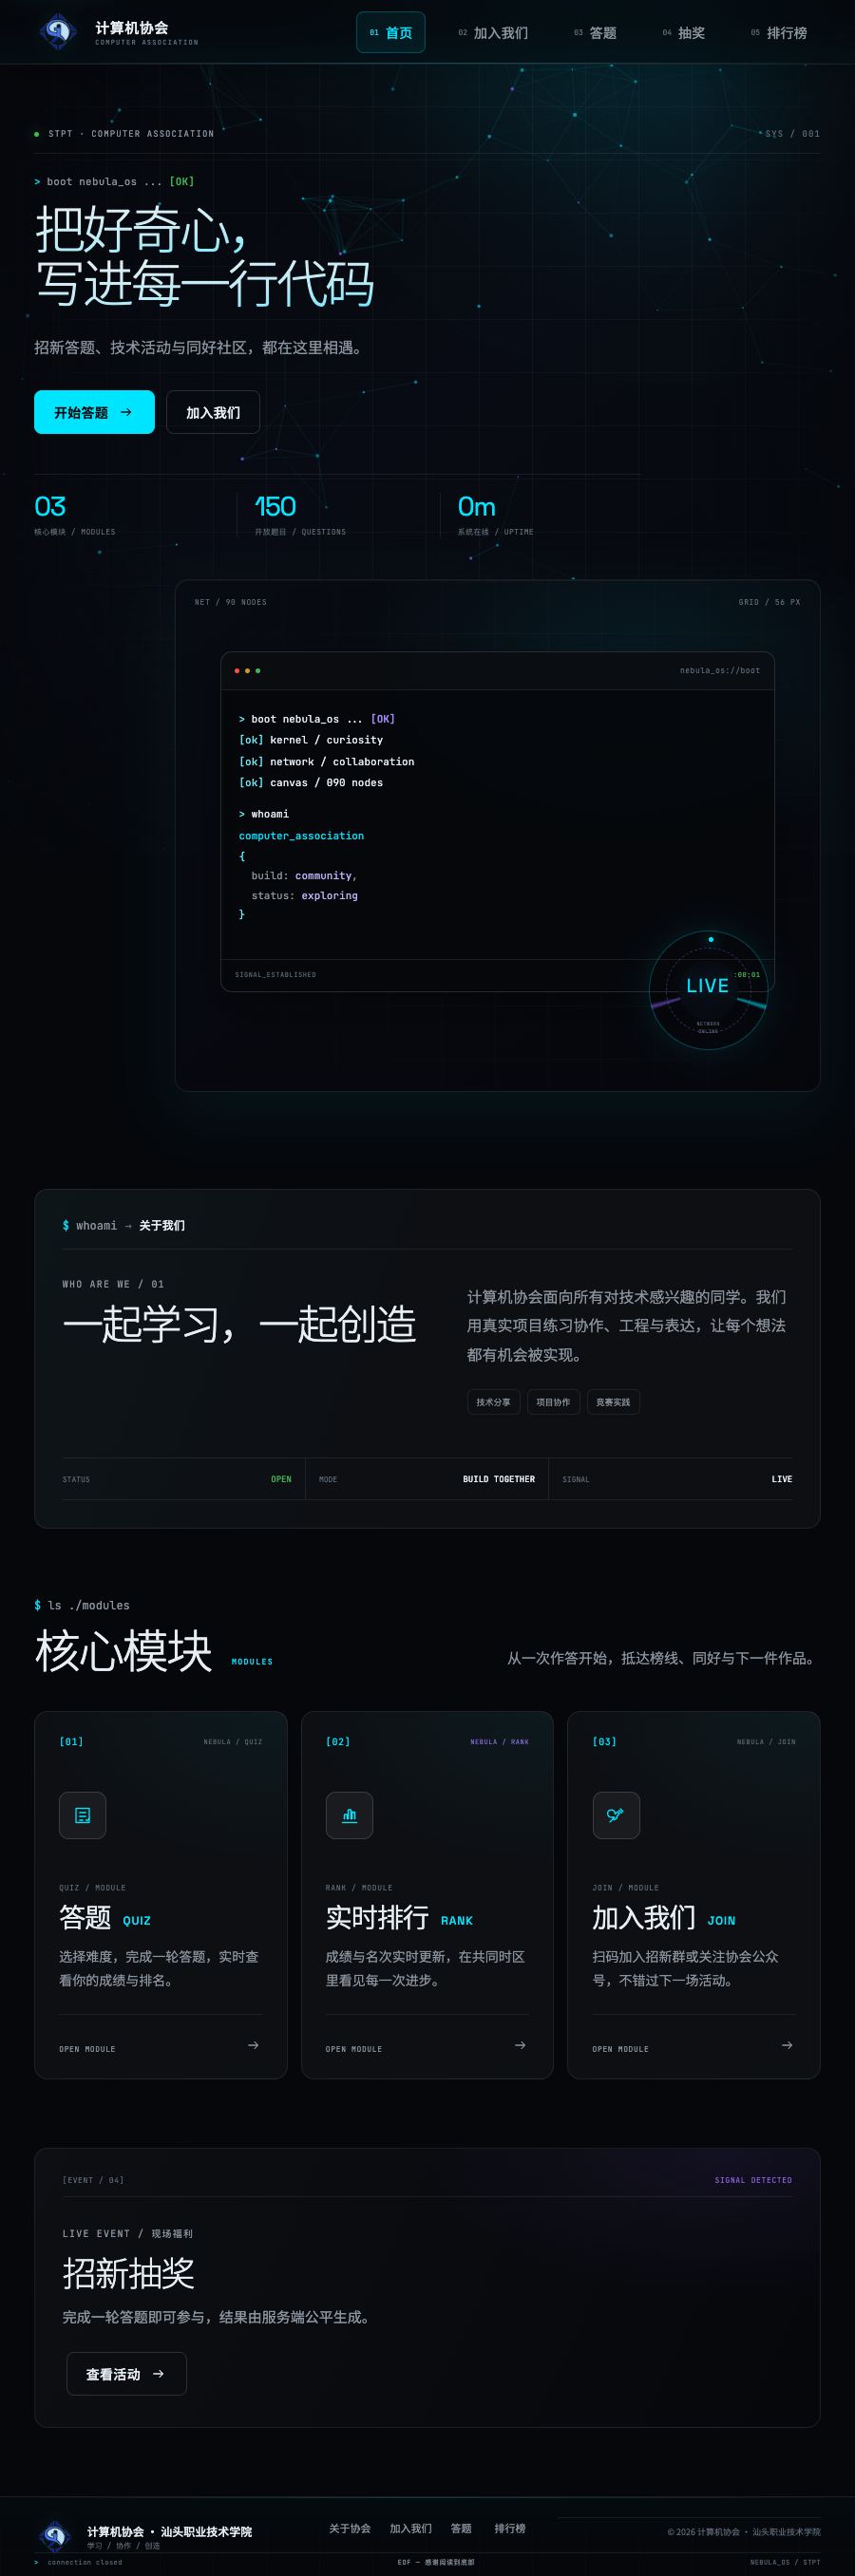 计算机协会
COMPUTER ASSOCIATION
01 首页
02 加入我们
03 答题
04 抽奖
05 排行榜
STPT · COMPUTER ASSOCIATION
SYS / 001
> boot nebula_os ... [OK]
把好奇心，
写进每一行代码
招新答题、技术活动与同好社区，都在这里相遇。
开始答题 →
加入我们
03
核心模块 / MODULES
150
开放题目 / QUESTIONS
0m
系统在线 / UPTIME
NET / 90 NODES
GRID / 56 PX
nebula_os://boot
> boot nebula_os ... [OK]
[ok] kernel / curiosity
[ok] network / collaboration
[ok] canvas / 090 nodes
> whoami
computer_association
{
build: community,
status: exploring
}
SIGNAL_ESTABLISHED
:08:01
LIVE
NETWORK
ONLINE
$ whoami → 关于我们
WHO ARE WE / 01
一起学习，一起创造
计算机协会面向所有对技术感兴趣的同学。我们
用真实项目练习协作、工程与表达，让每个想法
都有机会被实现。
技术分享
项目协作
竞赛实践
STATUS
OPEN
MODE
BUILD TOGETHER
SIGNAL
LIVE
$ ls ./modules
核心模块 MODULES
从一次作答开始，抵达榜线、同好与下一件作品。
[01]
NEBULA / QUIZ
QUIZ / MODULE
答题 QUIZ
选择难度，完成一轮答题，实时查
看你的成绩与排名。
OPEN MODULE →
[02]
NEBULA / RANK
RANK / MODULE
实时排行 RANK
成绩与名次实时更新，在共同时区
里看见每一次进步。
OPEN MODULE →
[03]
NEBULA / JOIN
JOIN / MODULE
加入我们 JOIN
扫码加入招新群或关注协会公众
号，不错过下一场活动。
OPEN MODULE →
[EVENT / 04]
SIGNAL DETECTED
LIVE EVENT / 现场福利
招新抽奖
完成一轮答题即可参与，结果由服务端公平生成。
查看活动 →
计算机协会 · 汕头职业技术学院
学习 / 协作 / 创造
关于协会
加入我们
答题
排行榜
© 2026 计算机协会 · 汕头职业技术学院
> connection closed
EOF — 感谢阅读到底部
NEBULA_OS / STPT